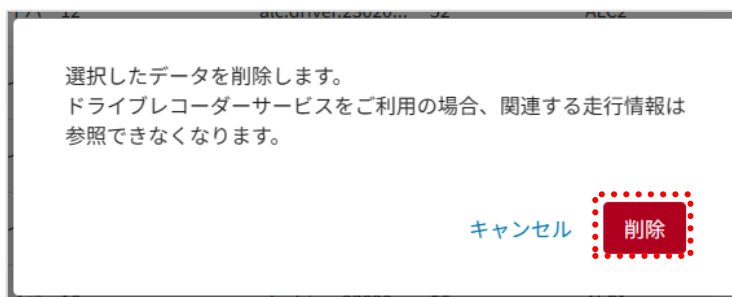 選択したデータを削除します。
ドライブレコーダーサービスをご利用の場合、関連する走行情報は
参照できなくなります。
キャンセル 削除